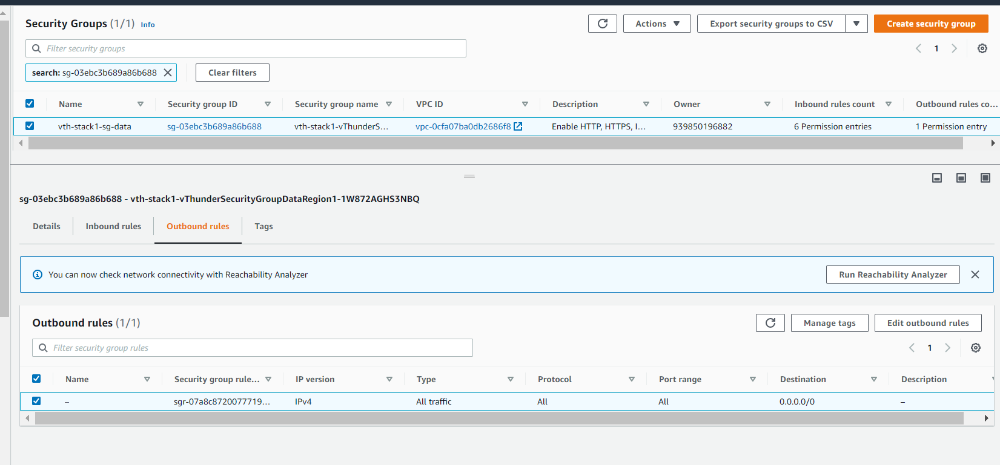 Security Groups (1/1) Info
Actions
Export security groups to CSV
Create security group
Filter security groups
1
search: sg-03ebc3b689a86b688
Clear filters
Name Security group ID Security group name VPC ID Description Owner Inbound rules count Outbound rules co...
vth-stack1-sg-data sg-03ebc3b689a86b688 vth-stack1-vThunderS... vpc-0cfa07ba0db2686f8 Enable HTTP, HTTPS, I... 939850196882 6 Permission entries 1 Permission entry
sg-03ebc3b689a86b688 - vth-stack1-vThunderSecurityGroupDataRegion1-1W872AGHS3NBQ
Details Inbound rules Outbound rules Tags
You can now check network connectivity with Reachability Analyzer
Run Reachability Analyzer
Outbound rules (1/1)
Manage tags
Edit outbound rules
Filter security group rules
1
Name Security group rule... IP version Type Protocol Port range Destination Description
– sgr-07a8c8720077719... IPv4 All traffic All All 0.0.0.0/0 –